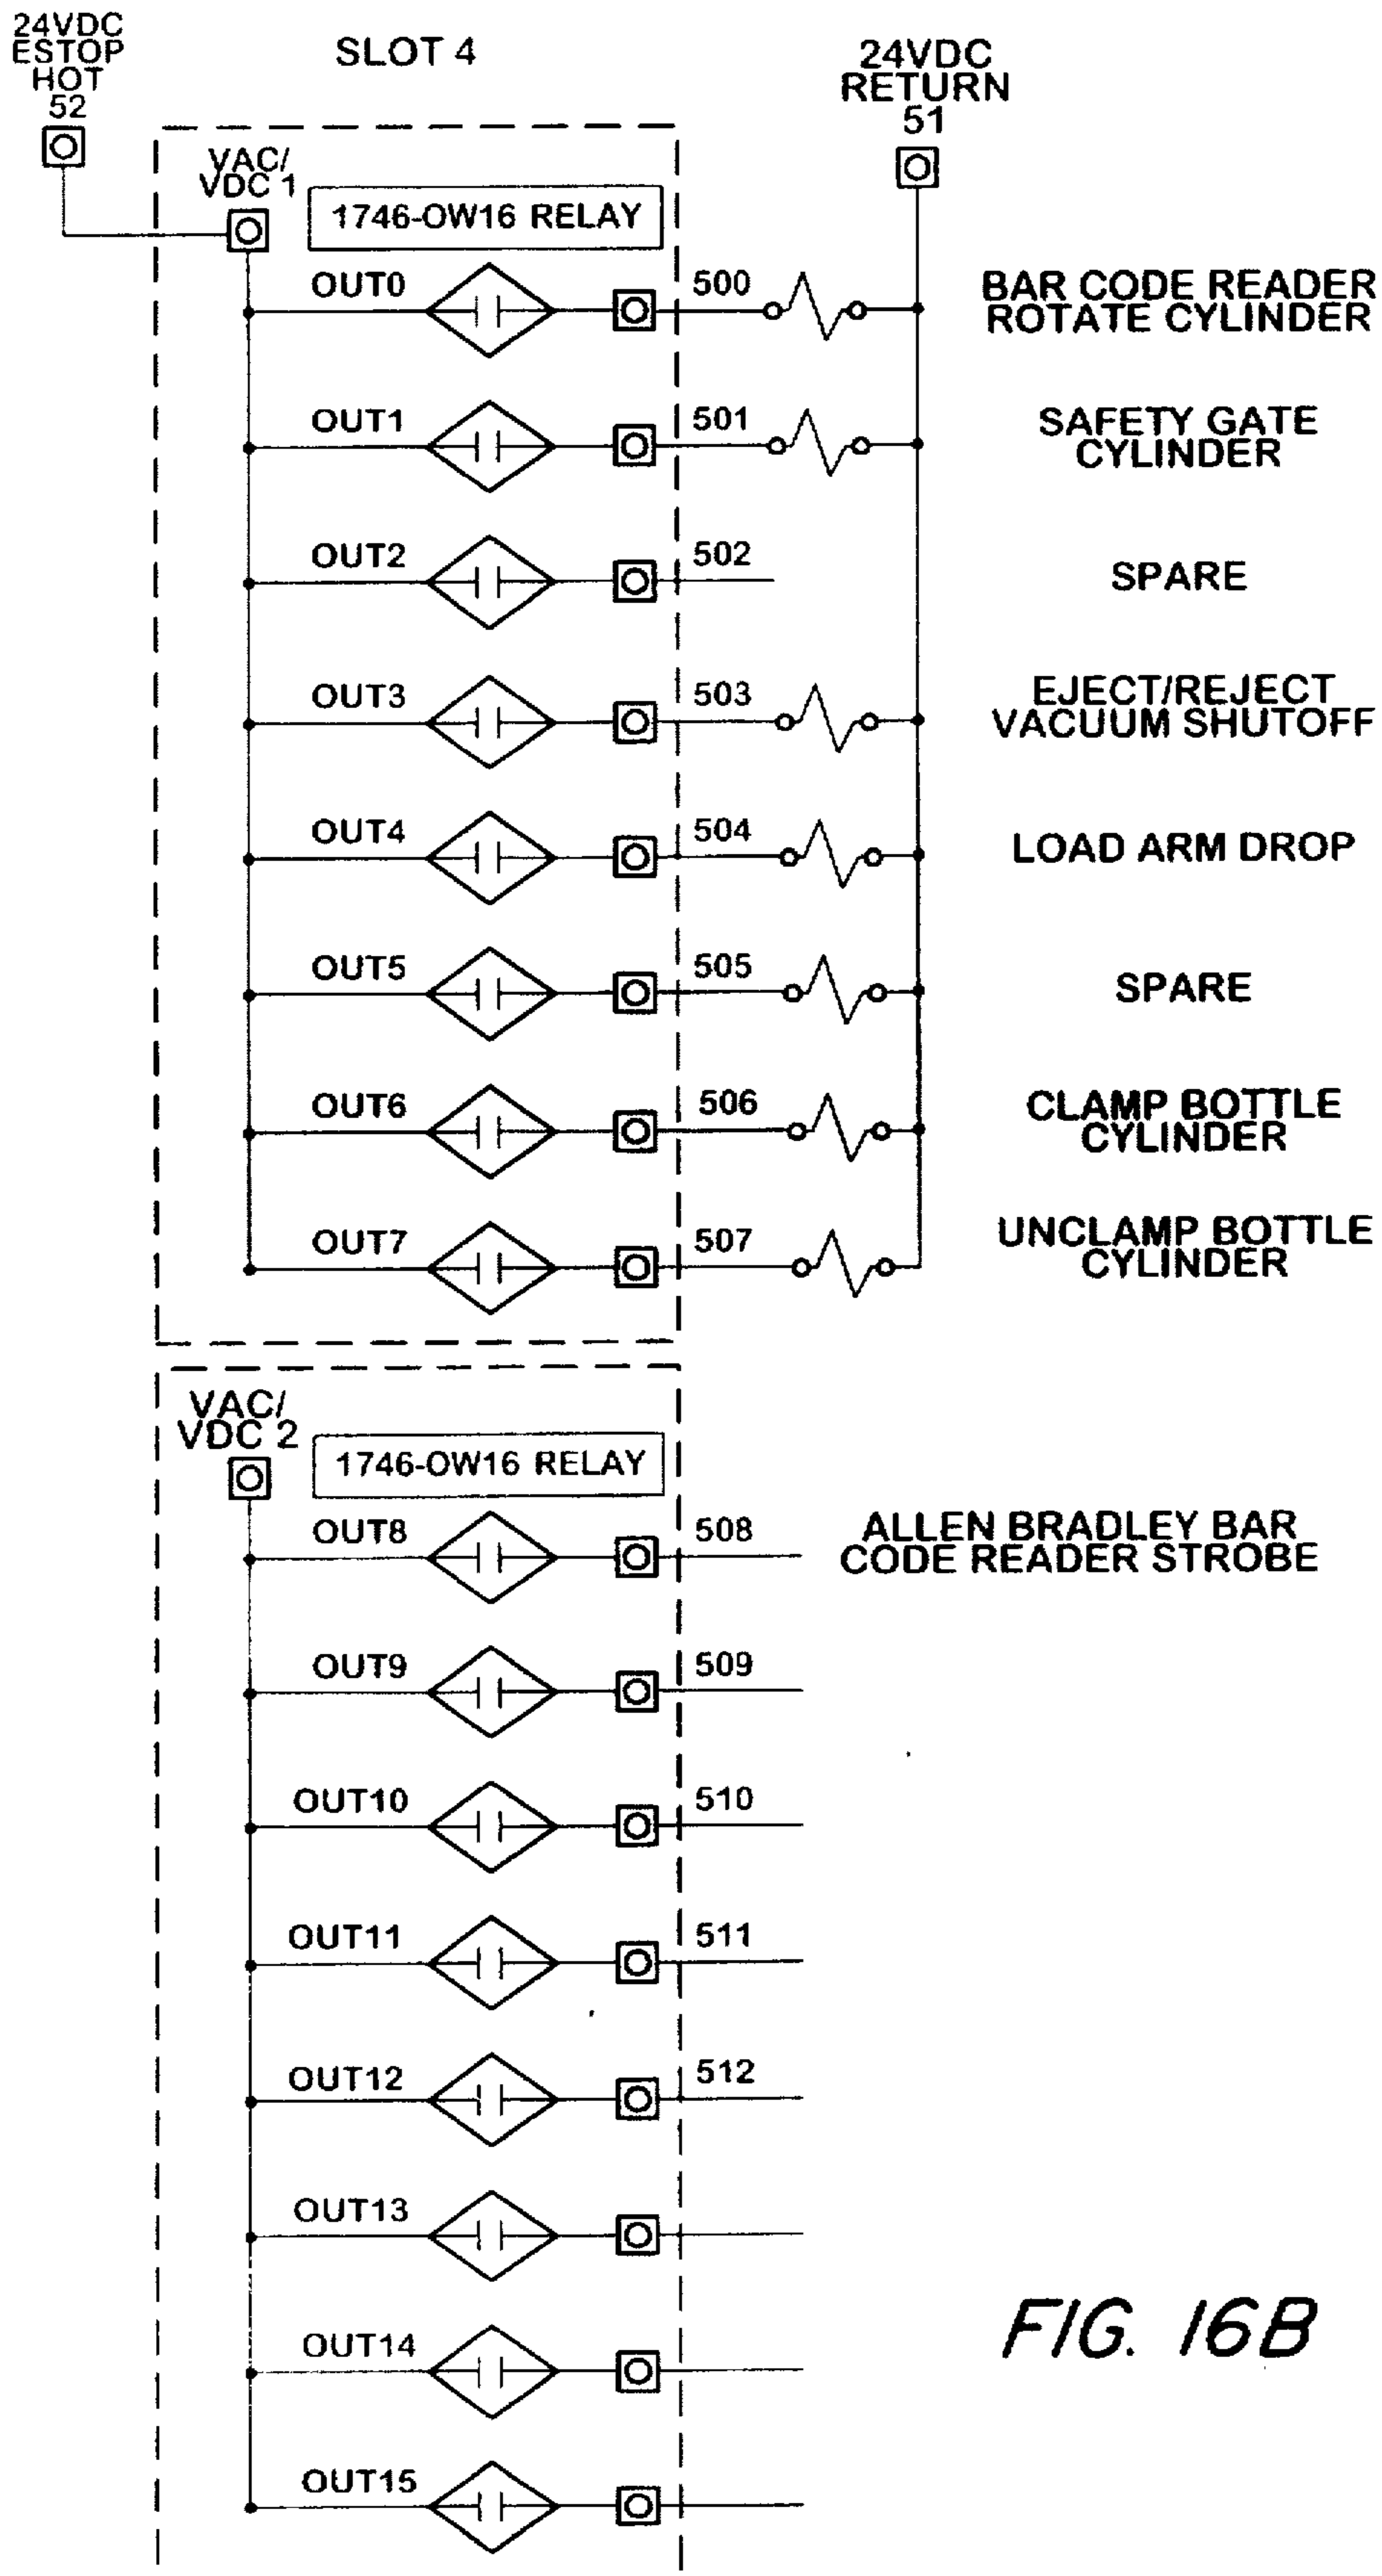 24VDC
ESTOP
HOT
52
SLOT 4
24VDC
RETURN
51
VAC/
VDC 1
1746-OW16 RELAY
OUT0
500
BAR CODE READER
ROTATE CYLINDER
OUT1
501
SAFETY GATE
CYLINDER
OUT2
502
SPARE
OUT3
503
EJECT/REJECT
VACUUM SHUTOFF
OUT4
504
LOAD ARM DROP
OUT5
505
SPARE
OUT6
506
CLAMP BOTTLE
CYLINDER
OUT7
507
UNCLAMP BOTTLE
CYLINDER
VAC/
VDC 2
1746-OW16 RELAY
OUT8
508
ALLEN BRADLEY BAR
CODE READER STROBE
OUT9
509
OUT10
510
OUT11
511
OUT12
512
OUT13
OUT14
OUT15
FIG. 16B